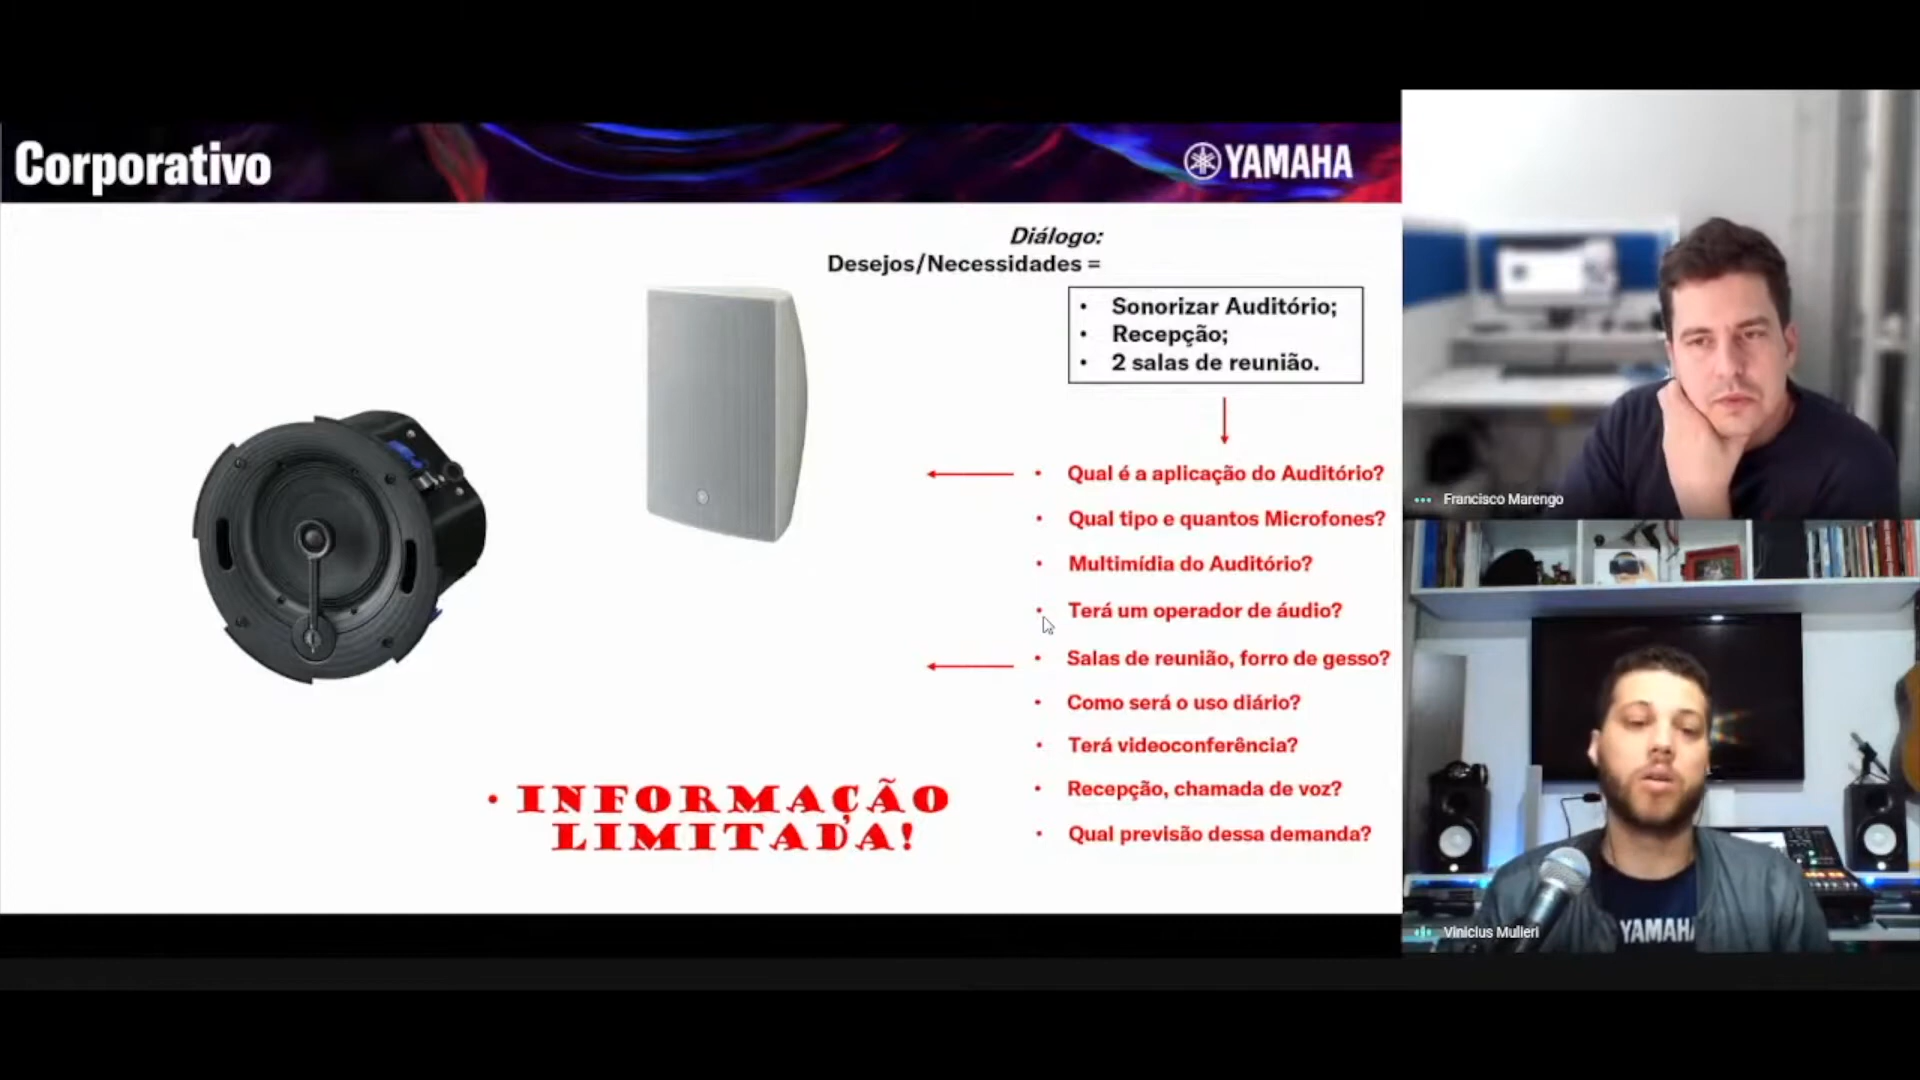 Corporativo
YAMAHA
Diálogo:
Desejos/Necessidades =
• Sonorizar Auditório;
• Recepção;
• 2 salas de reunião.
• Qual é a aplicação do Auditório?
• Qual tipo e quantos Microfones?
• Multimídia do Auditório?
• Terá um operador de áudio?
• Salas de reunião, forro de gesso?
• Como será o uso diário?
• Terá videoconferência?
• Recepção, chamada de voz?
• Qual previsão dessa demanda?
• INFORMAÇÃO
LIMITADA!
Francisco Marengo
YAMAHA
Vinicius Mulieri